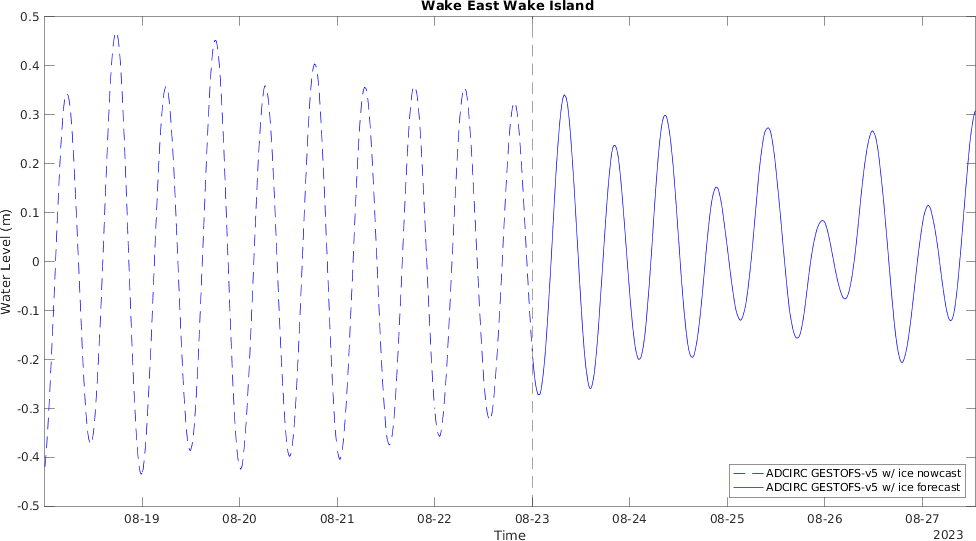 Wake East Wake Island
0.5
0.4
0.3
0.2
0.1
0
-0.1
-0.2
-0.3
-0.4
-0.5
Water Level (m)
08-19 08-20 08-21 08-22 08-23 08-24 08-25 08-26 08-27
Time
2023
ADCIRC GESTOFS-v5 w/ ice nowcast
ADCIRC GESTOFS-v5 w/ ice forecast